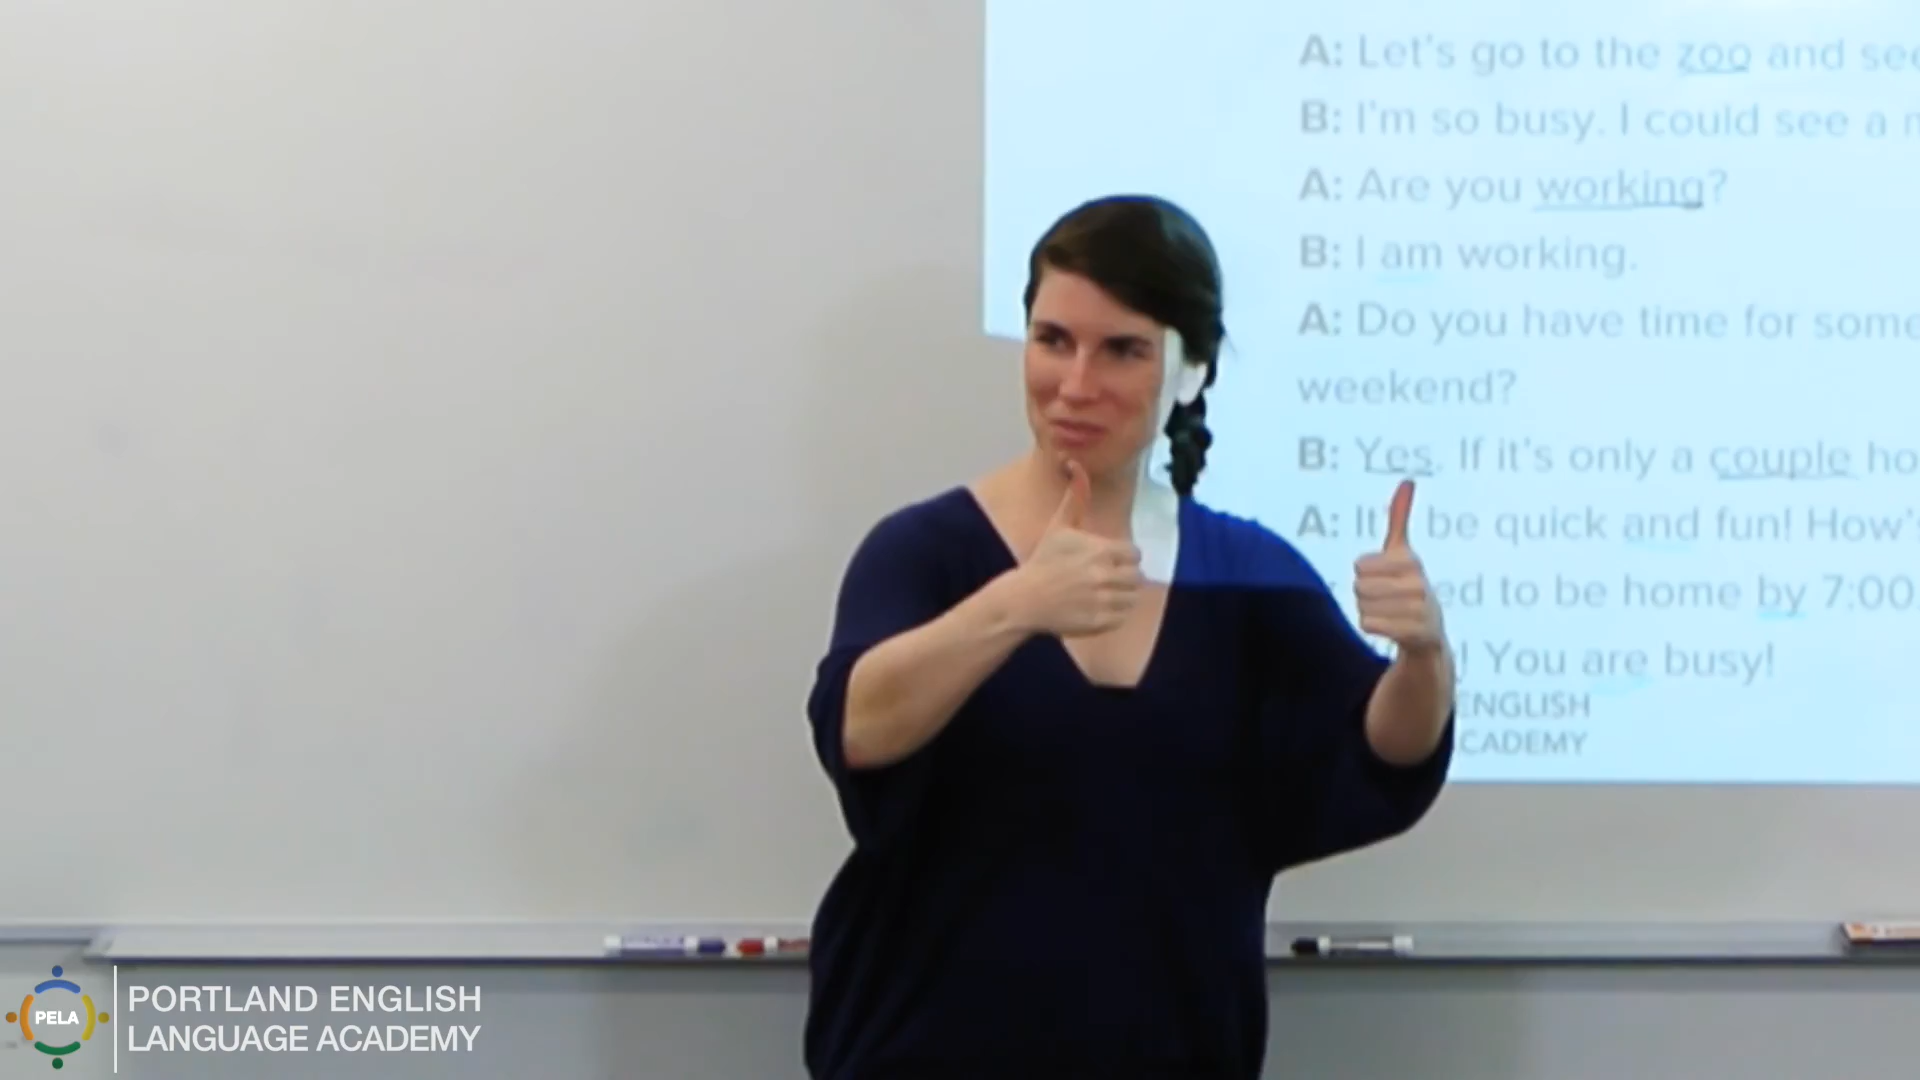 A: Let's go to the zoo and see
B: I'm so busy. I could see a
A: Are you working?
B: I am working.
A: Do you have time for some
weekend?
B: Yes. If it's only a couple ho
A: It be quick and fun! How's
ed to be home by 7:00.
! You are busy!
ENGLISH
CADEMY
PELA
PORTLAND ENGLISH
LANGUAGE ACADEMY